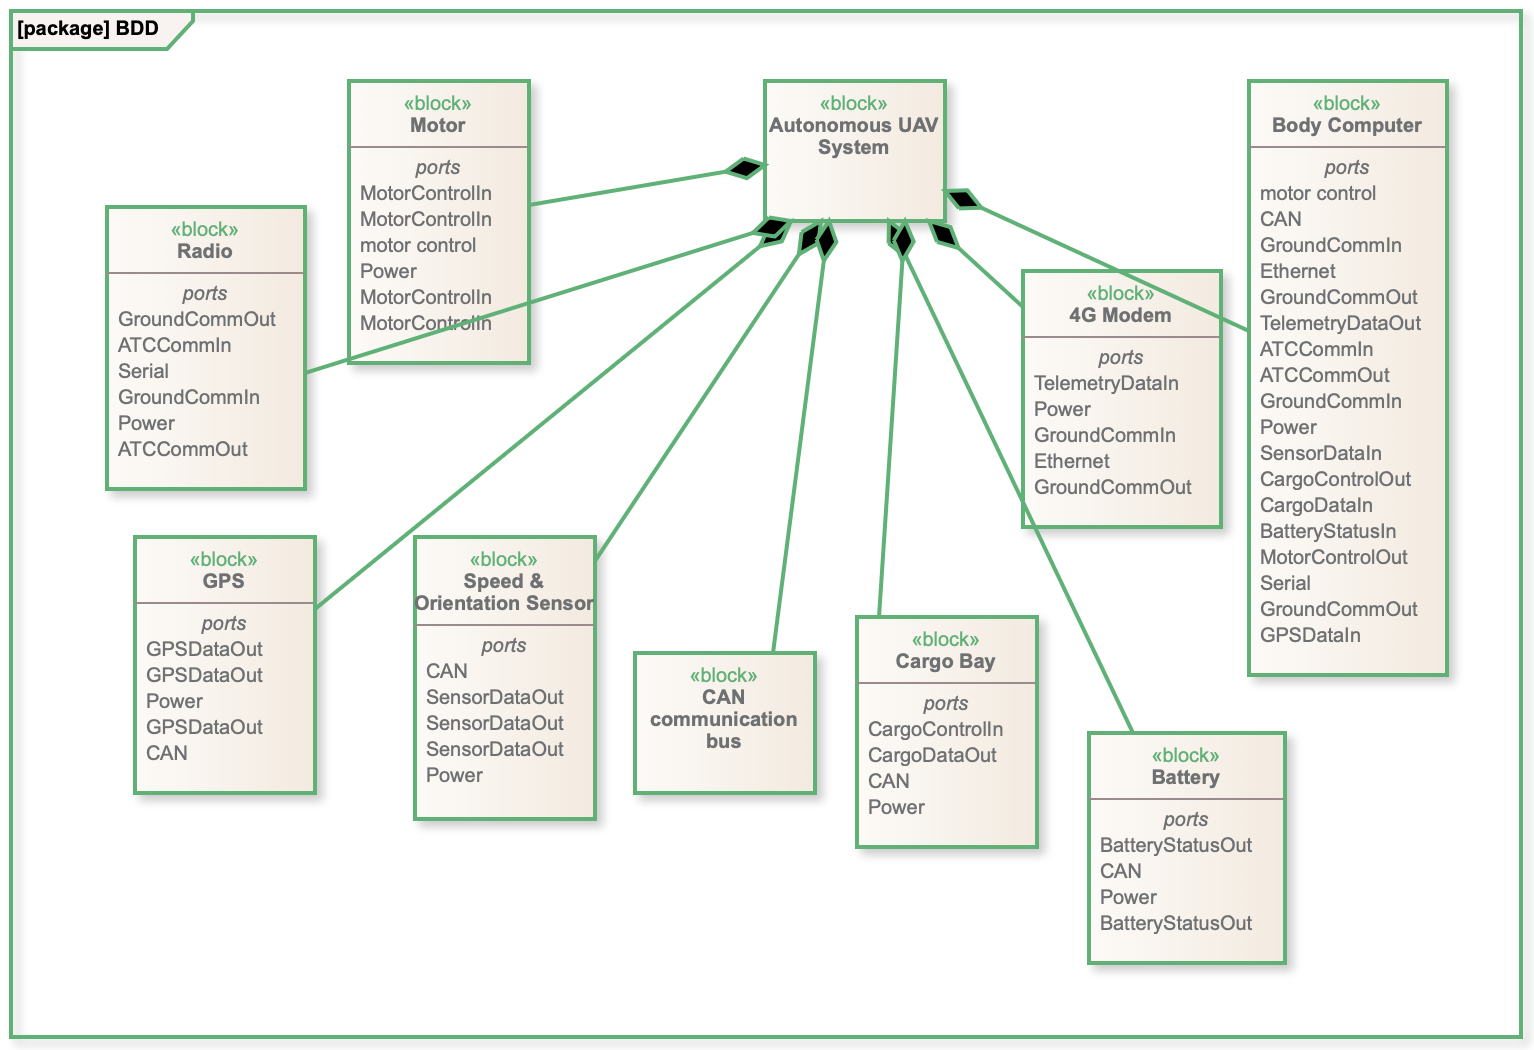 [package] BDD
«block»
Motor
ports
MotorControlIn
MotorControlIn
motor control
Power
MotorControlIn
MotorControlIn
«block»
Autonomous UAV
System
«block»
Body Computer
ports
motor control
CAN
GroundCommIn
Ethernet
GroundCommOut
TelemetryDataOut
ATCCommIn
ATCCommOut
GroundCommIn
Power
SensorDataIn
CargoControlOut
CargoDataIn
BatteryStatusIn
MotorControlOut
Serial
GroundCommOut
GPSDataIn
«block»
Radio
ports
GroundCommOut
ATCCommIn
Serial
GroundCommIn
Power
ATCCommOut
«block»
4G Modem
ports
TelemetryDataIn
Power
GroundCommIn
Ethernet
GroundCommOut
«block»
GPS
ports
GPSDataOut
GPSDataOut
Power
GPSDataOut
CAN
«block»
Speed &
Orientation Sensor
ports
CAN
SensorDataOut
SensorDataOut
SensorDataOut
Power
«block»
CAN
communication
bus
«block»
Cargo Bay
ports
CargoControlIn
CargoDataOut
CAN
Power
«block»
Battery
ports
BatteryStatusOut
CAN
Power
BatteryStatusOut